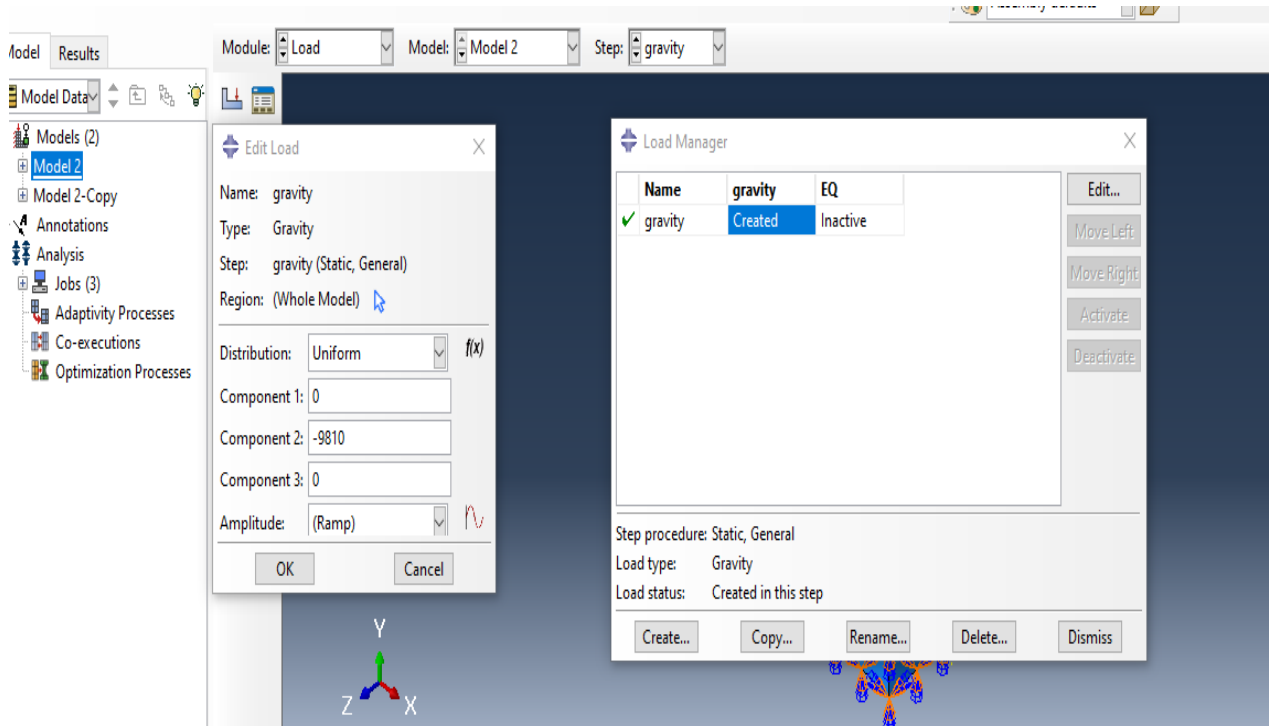 Module: Load Model: Model 2 Step: gravity
Results
Model Data
Models (2)
Model 2
Model 2-Copy
Annotations
Analysis
Jobs (3)
Adaptivity Processes
Co-executions
Optimization Processes
Edit Load
Name: gravity
Type: Gravity
Step: gravity (Static, General)
Region: (Whole Model)
Distribution: Uniform f(x)
Component 1: 0
Component 2: -9810
Component 3: 0
Amplitude: (Ramp)
OK Cancel
Load Manager
Name gravity EQ
gravity Created Inactive
Edit...
Move Left
Move Right
Activate
Deactivate
Step procedure: Static, General
Load type: Gravity
Load status: Created in this step
Create... Copy... Rename... Delete... Dismiss
Y
Z X